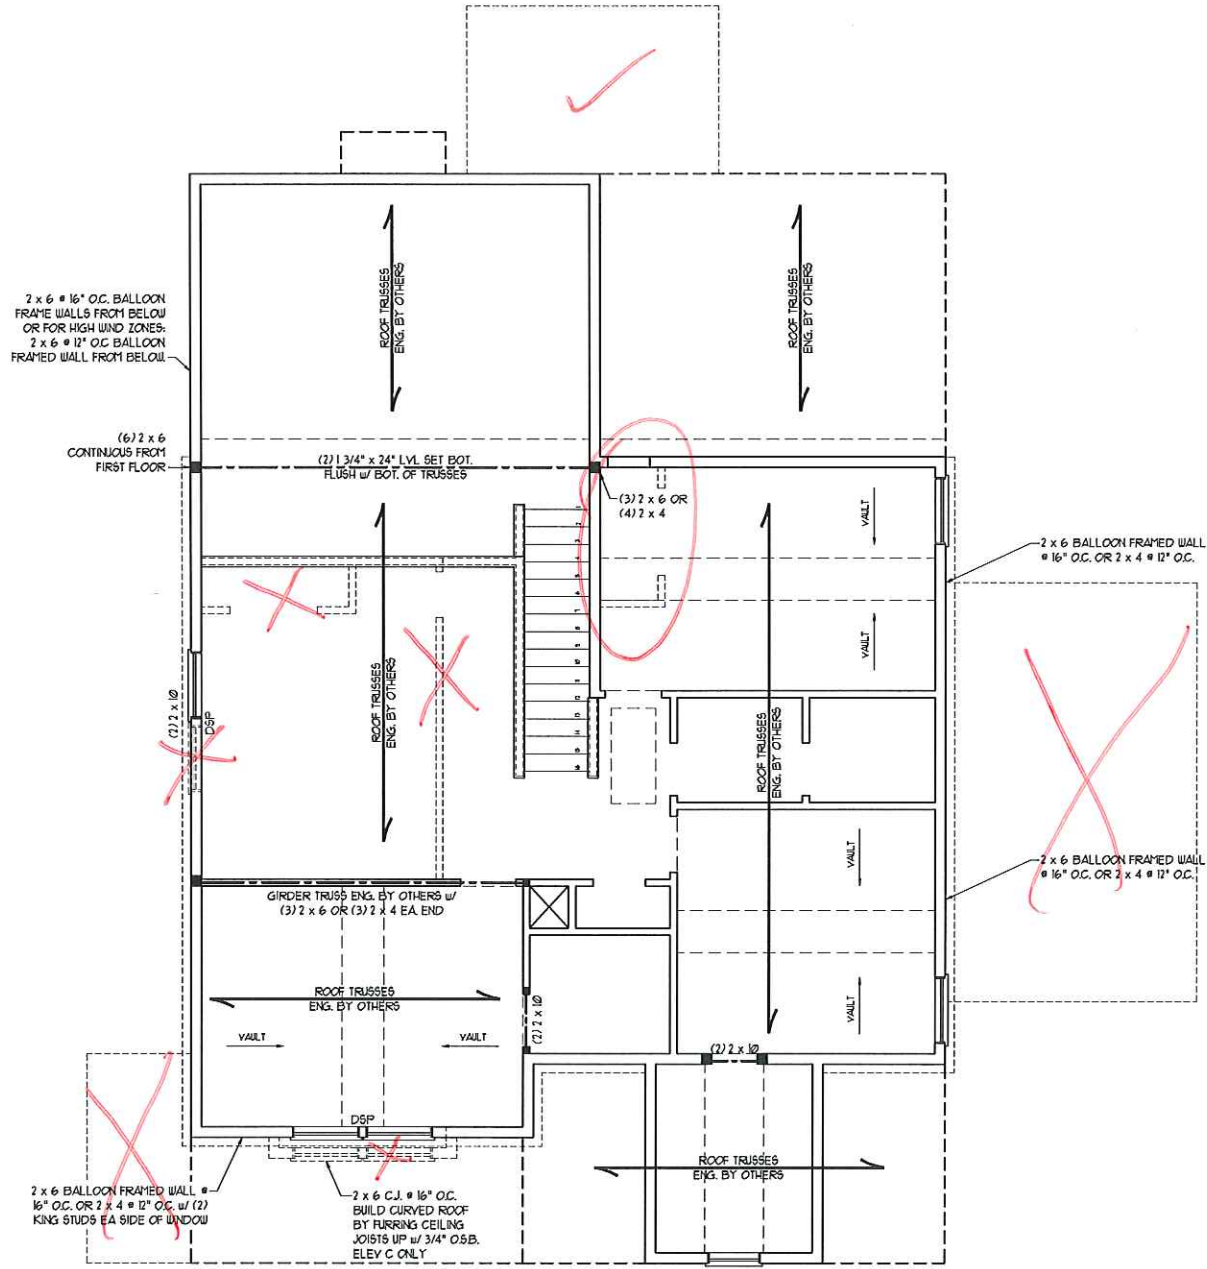 ROOF TRUSSES
ENG. BY OTHERS
ROOF TRUSSES
ENG. BY OTHERS
2 x 6 @ 16" O.C. BALLOON
FRAME WALLS FROM BELOW
OR FOR HIGH WIND ZONES:
2 x 6 @ 12" O.C BALLOON
FRAMED WALL FROM BELOW.
(6) 2 x 6
CONTINUOUS FROM
FIRST FLOOR
(2) 1 3/4" x 24" LVL SET BOT.
FLUSH w/ BOT. OF TRUSSES
(3) 2 x 6 OR
(4) 2 x 4
VAULT
2 x 6 BALLOON FRAMED WALL
@ 16" O.C. OR 2 x 4 @ 12" O.C.
VAULT
ROOF TRUSSES
ENG. BY OTHERS
(2) 2 x 10
DSP
ROOF TRUSSES
ENG. BY OTHERS
VAULT
2 x 6 BALLOON FRAMED WALL
@ 16" O.C. OR 2 x 4 @ 12" O.C.
GIRDER TRUSS ENG. BY OTHERS w/
(3) 2 x 6 OR (3) 2 x 4 EA. END
ROOF TRUSSES
ENG. BY OTHERS
VAULT
VAULT
(2) 2 x 10
VAULT
(2) 2 x 10
DSP
ROOF TRUSSES
ENG. BY OTHERS
2 x 6 BALLOON FRAMED WALL @
16" O.C. OR 2 x 4 @ 12" O.C. w/ (2)
KING STUDS EA SIDE OF WINDOW
2 x 6 C.J. @ 16" O.C.
BUILD CURVED ROOF
BY FURRING CEILING
JOISTS UP w/ 3/4" O.S.B.
ELEV C ONLY